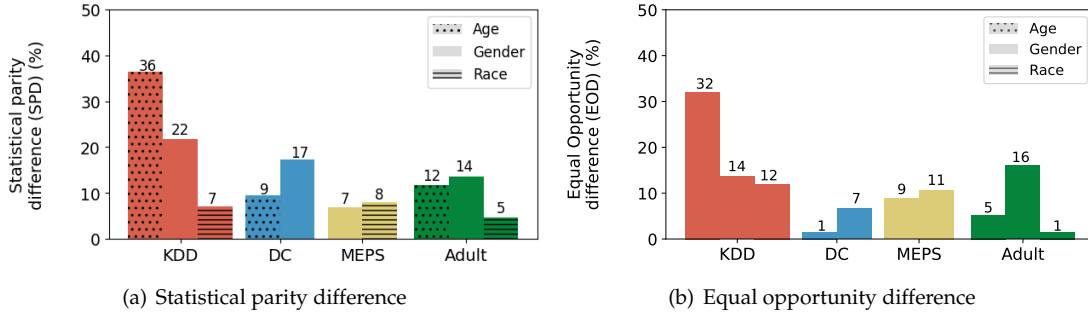 50
40
30
20
10
0
Statistical parity
difference (SPD) (%)
Age
Gender
Race
36
22
7
9
17
7
8
12
14
5
KDD
DC
MEPS
Adult
(a) Statistical parity difference
50
40
30
20
10
0
Equal Opportunity
difference (EOD) (%)
Age
Gender
Race
32
14
12
1
7
9
11
5
16
1
KDD
DC
MEPS
Adult
(b) Equal opportunity difference